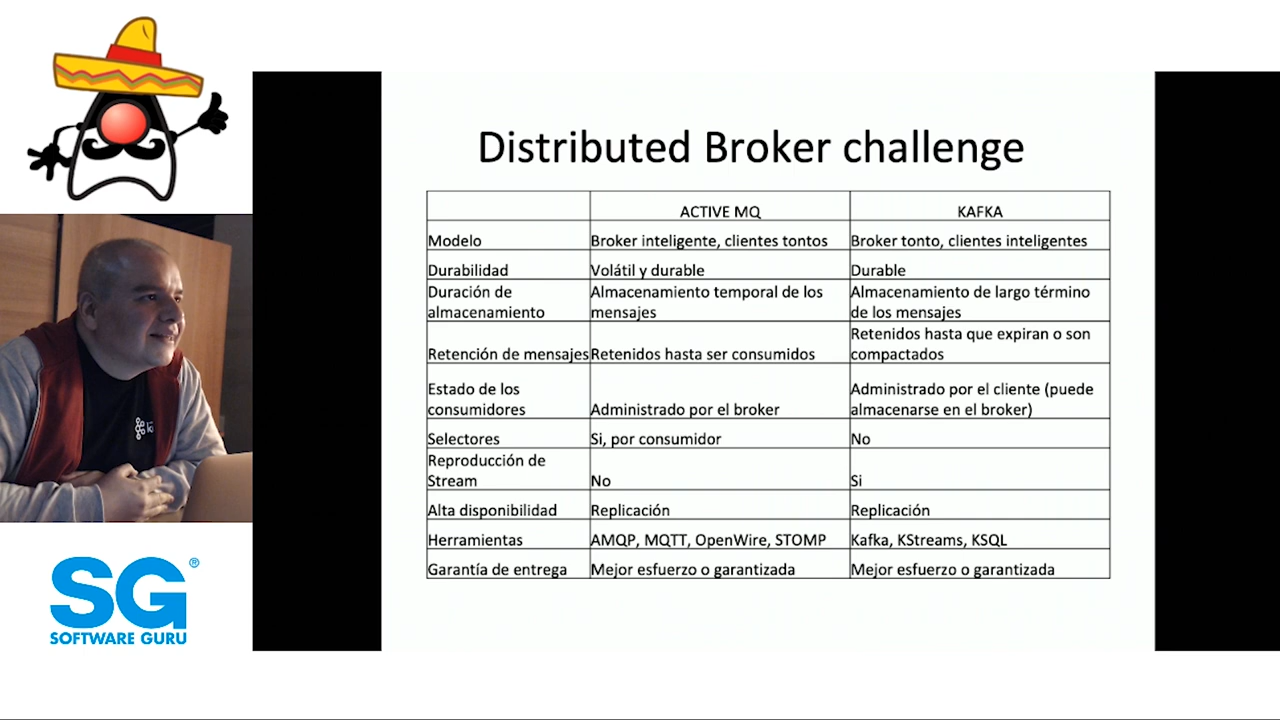 Distributed Broker challenge
ACTIVE MQ KAFKA
Modelo Broker inteligente, clientes tontos Broker tonto, clientes inteligentes
Durabilidad Volátil y durable Durable
Duración de almacenamiento Almacenamiento temporal de los mensajes Almacenamiento de largo término de los mensajes
Retención de mensajes Retenidos hasta ser consumidos Retenidos hasta que expiran o son compactados
Estado de los consumidores Administrado por el broker Administrado por el cliente (puede almacenarse en el broker)
Selectores Si, por consumidor No
Reproducción de Stream No Si
Alta disponibilidad Replicación Replicación
Herramientas AMQP, MQTT, OpenWire, STOMP Kafka, KStreams, KSQL
Garantía de entrega Mejor esfuerzo o garantizada Mejor esfuerzo o garantizada
SG®
SOFTWARE GURU